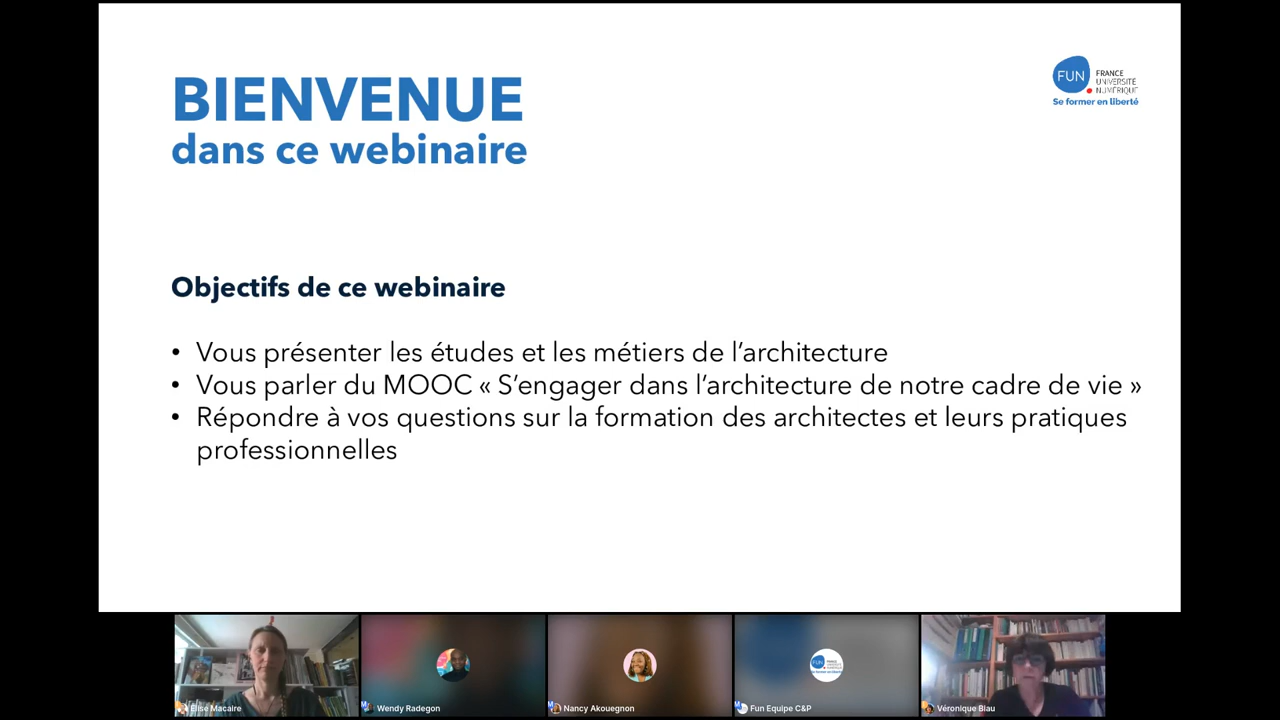 BIENVENUE
dans ce webinaire
FUN
FRANCE
UNIVERSITÉ
NUMÉRIQUE
Se former en liberté
Objectifs de ce webinaire
• Vous présenter les études et les métiers de l’architecture
• Vous parler du MOOC « S’engager dans l’architecture de notre cadre de vie »
• Répondre à vos questions sur la formation des architectes et leurs pratiques
professionnelles
Elise Macaire
Wendy Radegon
Nancy Akouegnon
FUN
Fun Equipe C&P
Véronique Biau